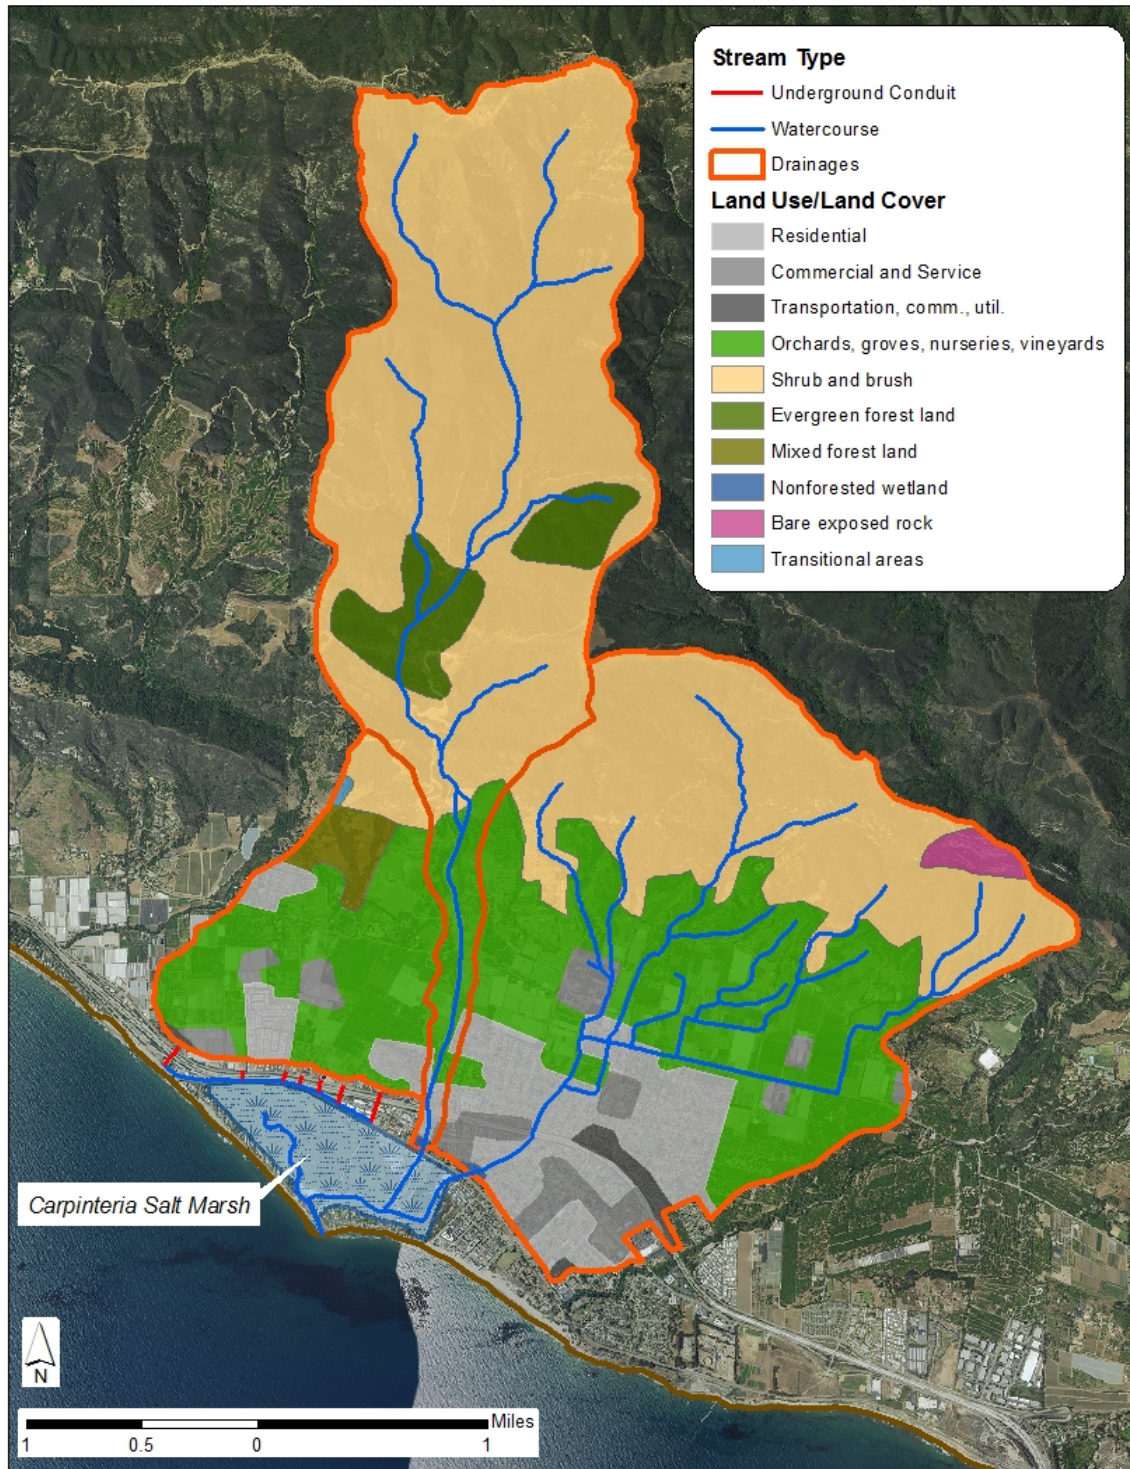 Stream Type
Underground Conduit
Watercourse
Drainages
Land Use/Land Cover
Residential
Commercial and Service
Transportation, comm., util.
Orchards, groves, nurseries, vineyards
Shrub and brush
Evergreen forest land
Mixed forest land
Nonforested wetland
Bare exposed rock
Transitional areas
Carpinteria Salt Marsh
N
Miles
1 0.5 0 1